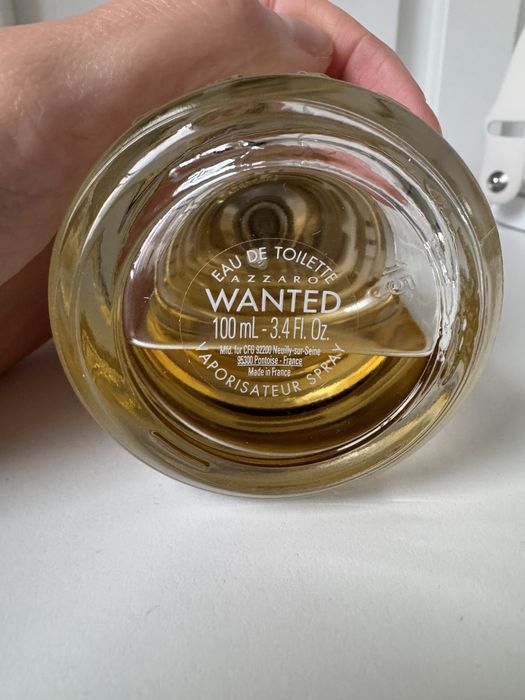 EAU DE TOILETTE
AZZARO
WANTED
100 mL - 3.4 Fl. Oz.
Mfd. for CFG 92200 Neuilly-sur-Seine
95300 Pontoise - France
Made in France
VAPORISATEUR SPRAY